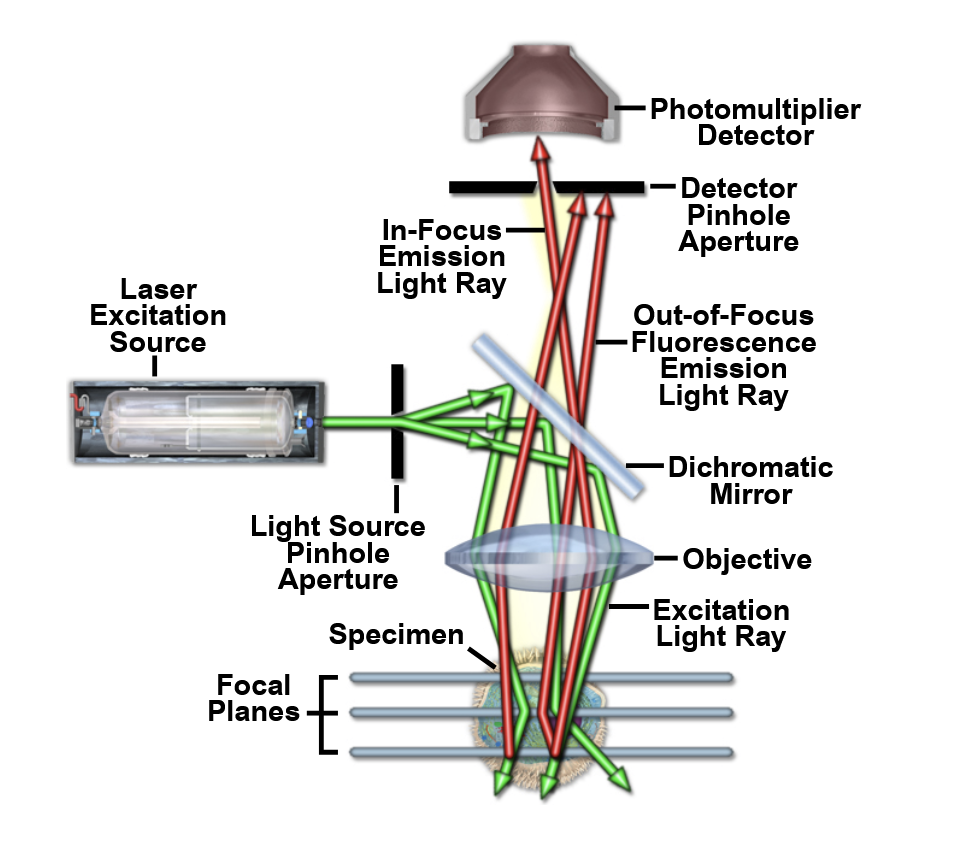 Photomultiplier
Detector
Detector
Pinhole
Aperture
In-Focus
Emission
Light Ray
Laser
Excitation
Source
Out-of-Focus
Fluorescence
Emission
Light Ray
Dichromatic
Mirror
Light Source
Pinhole
Aperture
Objective
Excitation
Light Ray
Specimen
Focal
Planes